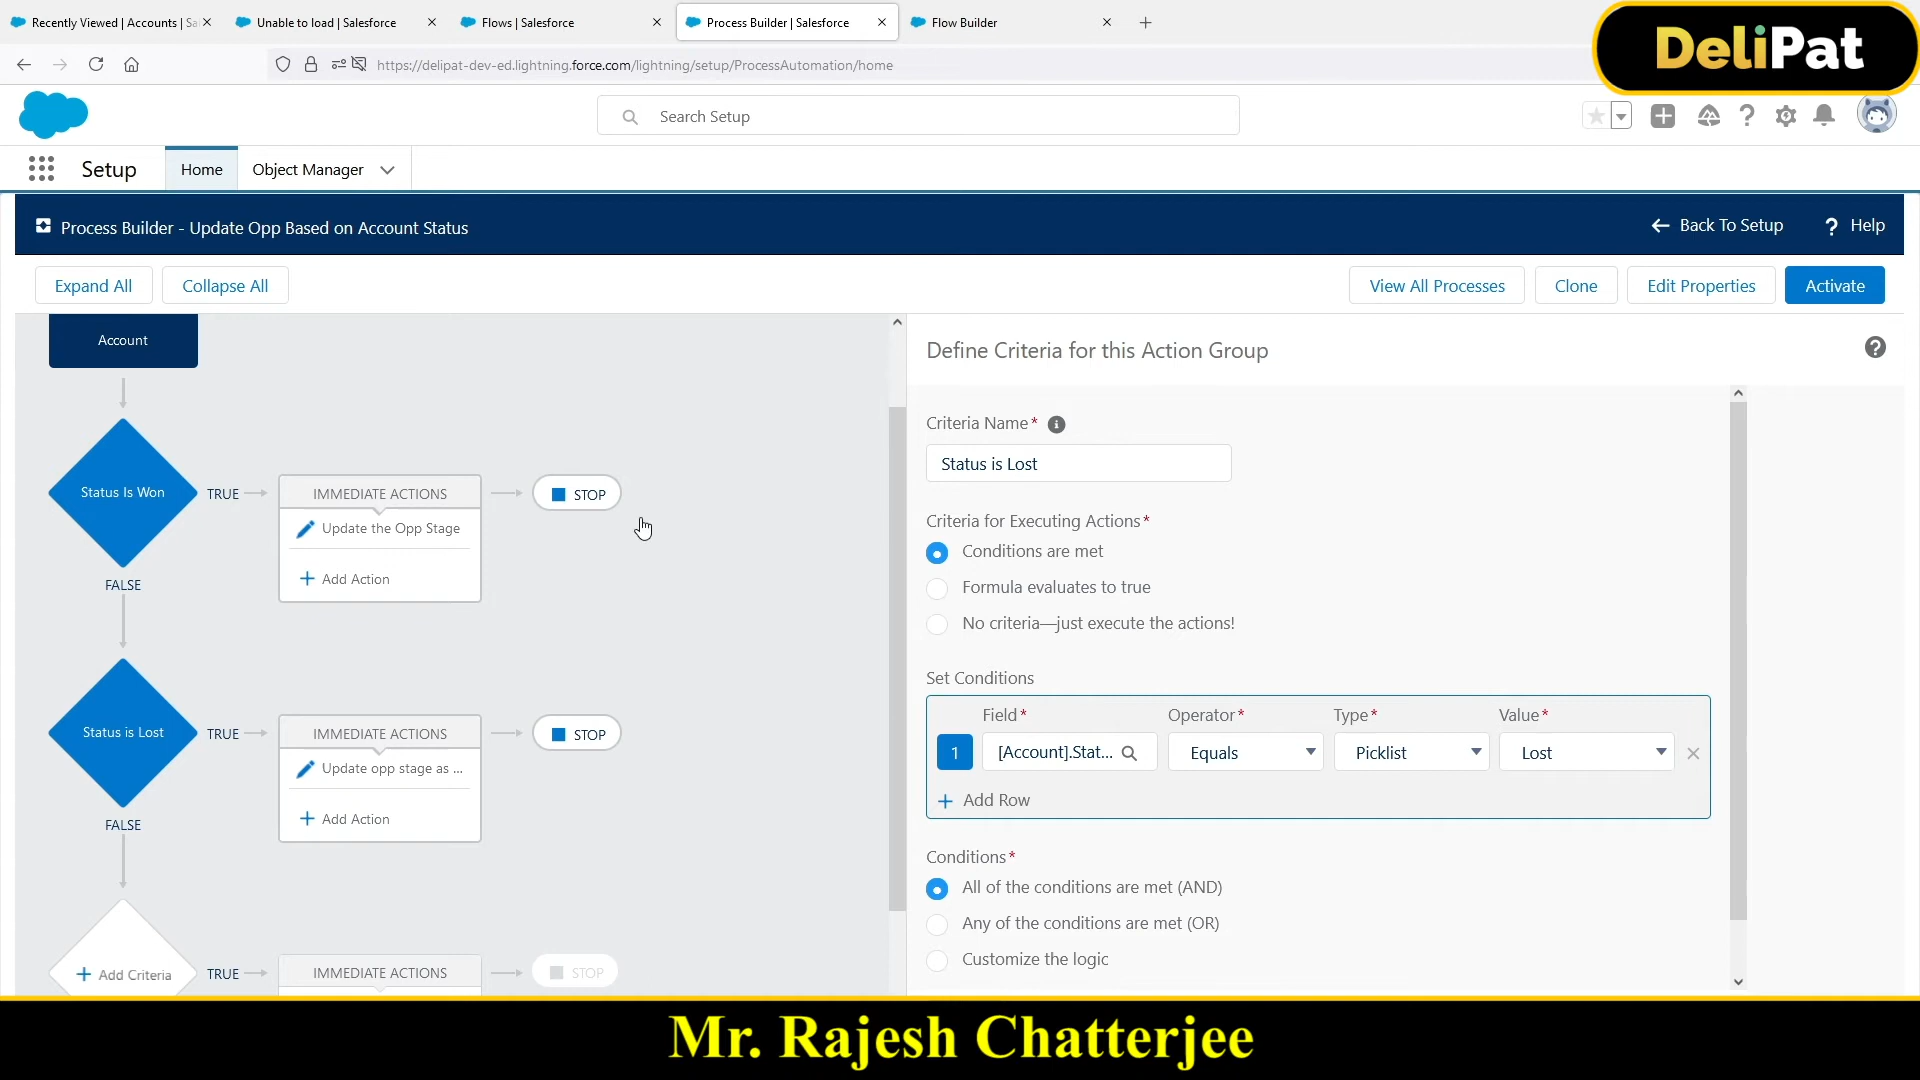 Recently Viewed | Accounts | Sa
Unable to load | Salesforce
Flows | Salesforce
Process Builder | Salesforce
Flow Builder
DeliPat
https://delipat-dev-ed.lightning.force.com/lightning/setup/ProcessAutomation/home
Search Setup
Setup
Home
Object Manager
Process Builder - Update Opp Based on Account Status
Back To Setup
? Help
Expand All
Collapse All
View All Processes
Clone
Edit Properties
Activate
Account
Status Is Won
TRUE
IMMEDIATE ACTIONS
STOP
Update the Opp Stage
+ Add Action
FALSE
Status is Lost
TRUE
IMMEDIATE ACTIONS
STOP
Update opp stage as ...
+ Add Action
FALSE
+ Add Criteria
TRUE
IMMEDIATE ACTIONS
STOP
Define Criteria for this Action Group
Criteria Name*
Status is Lost
Criteria for Executing Actions*
Conditions are met
Formula evaluates to true
No criteria—just execute the actions!
Set Conditions
Field* Operator* Type* Value*
1 [Account].Stat... Equals Picklist Lost
+ Add Row
Conditions*
All of the conditions are met (AND)
Any of the conditions are met (OR)
Customize the logic
Mr. Rajesh Chatterjee